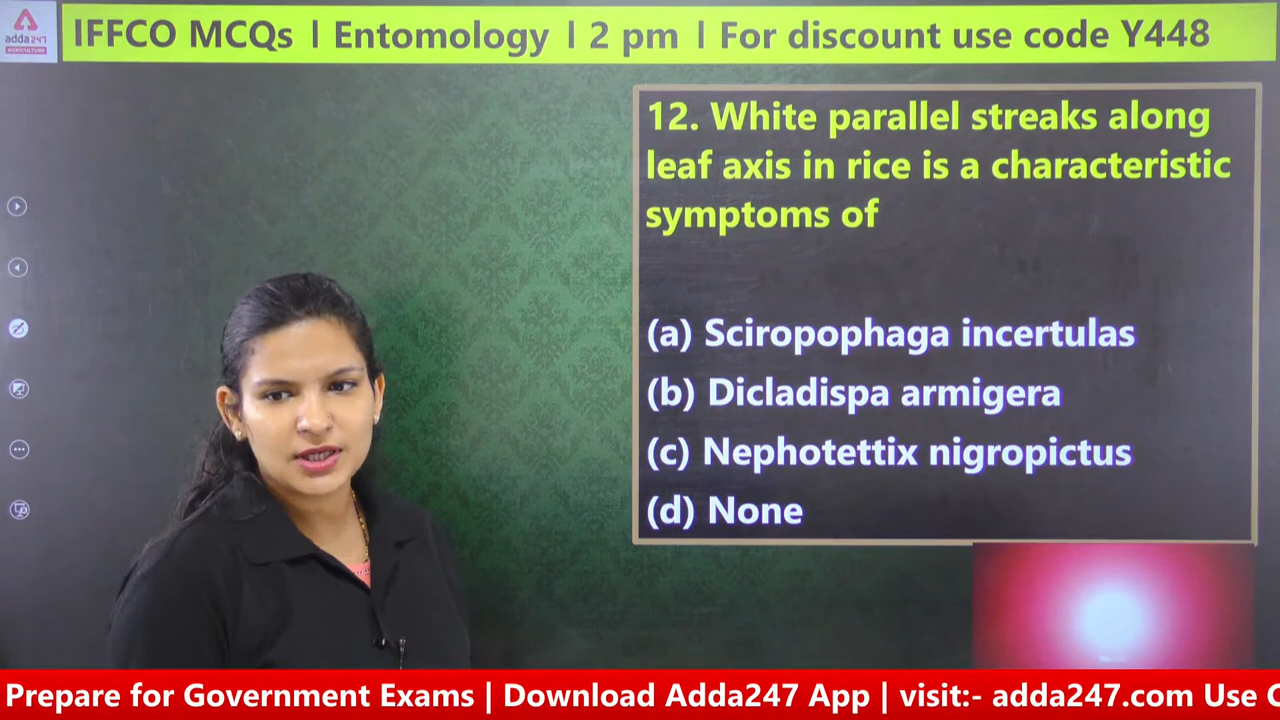 adda247
AGRICULTURE
IFFCO MCQs I Entomology I 2 pm I For discount use code Y448
12. White parallel streaks along
leaf axis in rice is a characteristic
symptoms of
(a) Sciropophaga incertulas
(b) Dicladispa armigera
(c) Nephotettix nigropictus
(d) None
Prepare for Government Exams | Download Adda247 App | visit:- adda247.com Use